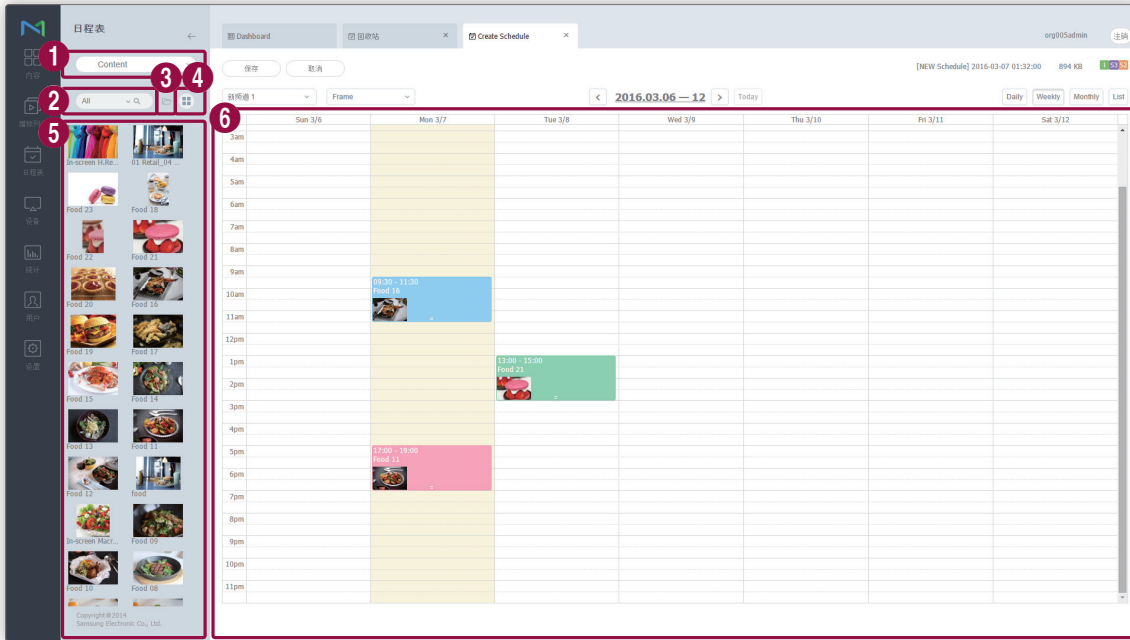 日程表
←
Dashboard
回收站 ×
Create Schedule ×
org005admin
注销
1
Content
保存
取消
[NEW Schedule] 2016-03-07 01:32:00
894 KB
I S3 S2
2
All
3
4
新频道 1
Frame
< 2016.03.06 — 12 >
Today
Daily
Weekly
Monthly
List
5
6
内容
日程表
设备
统计
用户
设置
In-screen H.Re...
01 Retail_04 ...
Food 23
Food 18
Food 22
Food 21
Food 20
Food 16
Food 19
Food 17
Food 15
Food 14
Food 13
Food 11
Food 12
food
In-screen Macr...
Food 09
Food 10
Food 08
Copyright@2014
Samsung Electronic Co., Ltd.
Sun 3/6
Mon 3/7
Tue 3/8
Wed 3/9
Thu 3/10
Fri 3/11
Sat 3/12
3am
4am
5am
6am
7am
8am
9am
10am
11am
12pm
1pm
2pm
3pm
4pm
5pm
6pm
7pm
8pm
9pm
10pm
11pm
09:30 - 11:30
Food 16
13:00 - 15:00
Food 21
17:00 - 19:00
Food 11